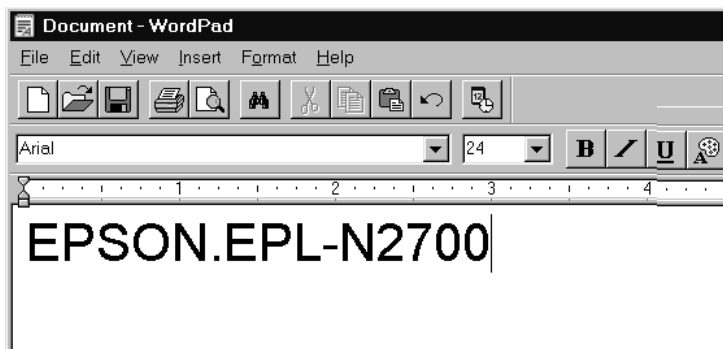 Document - WordPad
File Edit View Insert Format Help
Arial 24 B I U A
1 2 3 4
EPSON.EPL-N2700